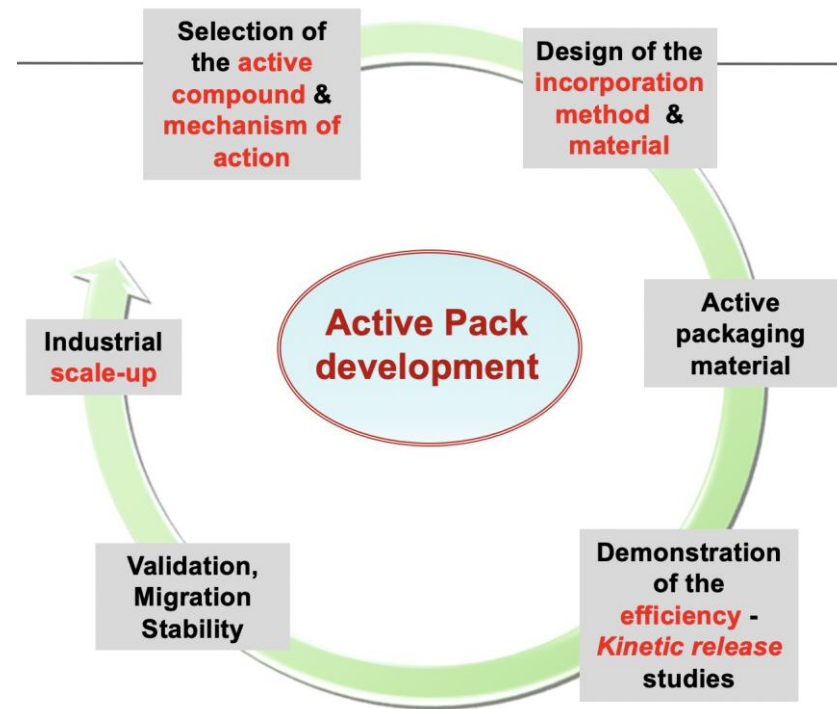 Selection of
the active
compound &
mechanism of
action
Design of the
incorporation
method &
material
Active
packaging
material
Demonstration
of the
efficiency -
Kinetic release
studies
Validation,
Migration
Stability
Industrial
scale-up
Active Pack
development